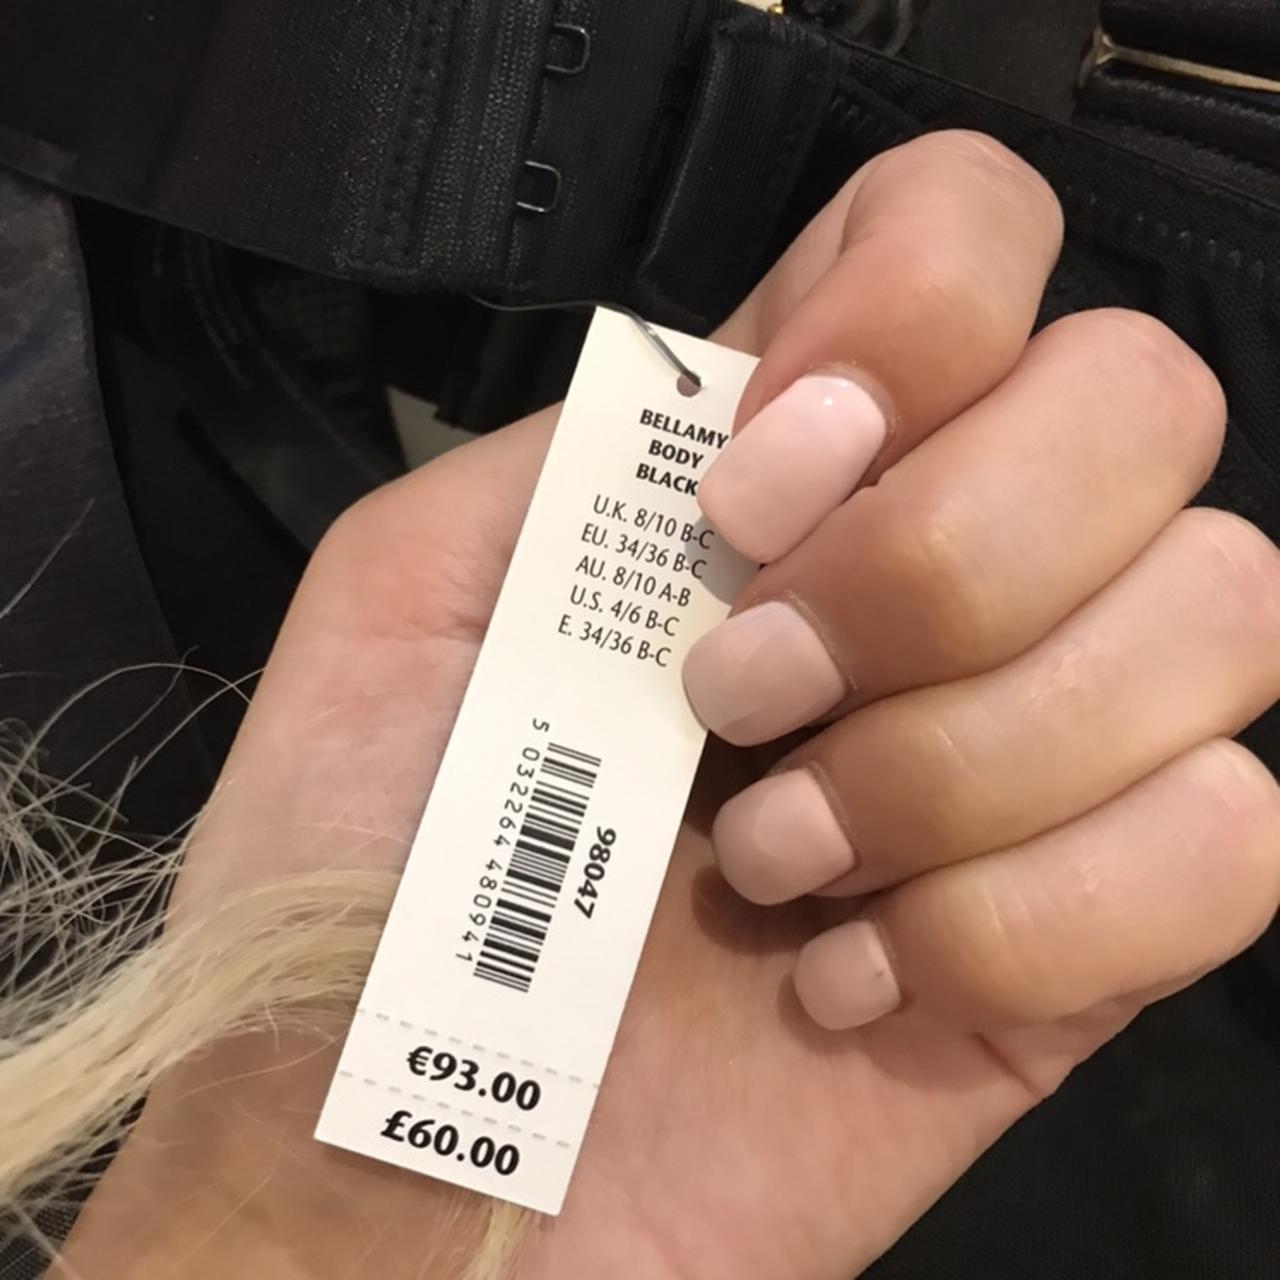 BELLAMY
BODY
BLACK
U.K. 8/10 B-C
EU. 34/36 B-C
AU. 8/10 A-B
U.S. 4/6 B-C
E. 34/36 B-C
5 032264 480941
98047
€93.00
£60.00